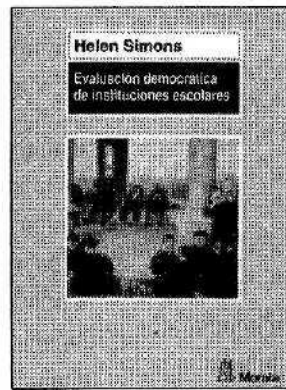 Helen Simons
Evaluación democrática
de instituciones escolares
Morata